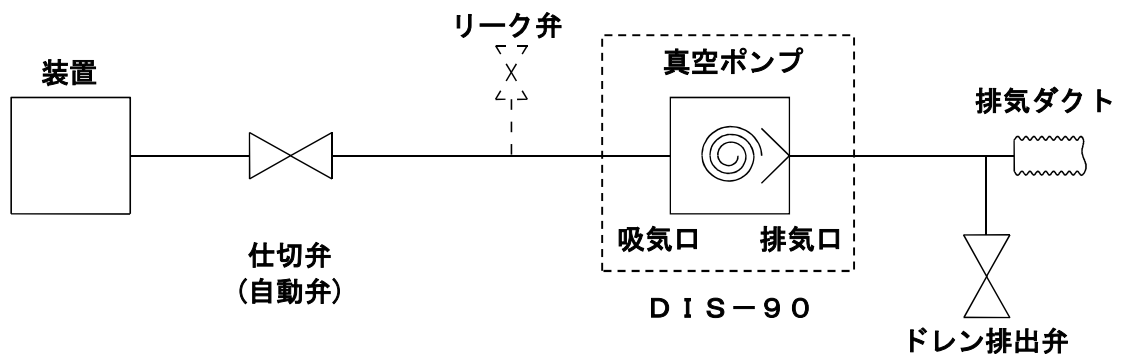 リーク弁
装置
真空ポンプ
排気ダクト
吸気口
排気口
仕切弁
(自動弁)
ＤＩＳ－９０
ドレン排出弁